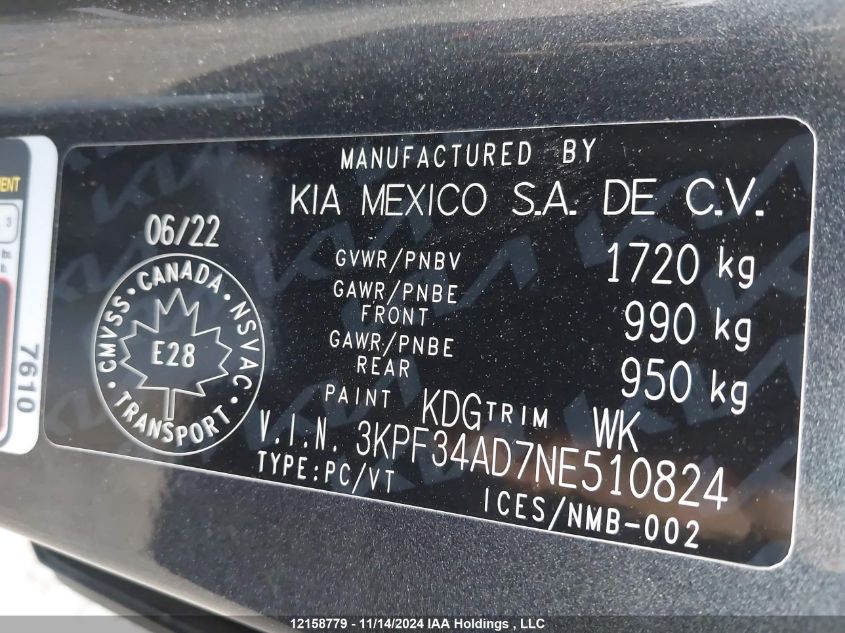 MANUFACTURED BY
KIA MEXICO S.A. DE C.V.
06/22
GVWR/PNBV 1720 kg
GAWR/PNBE FRONT 990 kg
GAWR/PNBE REAR 950 kg
PAINT KDG TRIM WK
V.I.N. 3KPF34AD7NE510824
TYPE:PC/VT
ICES/NMB-002
CMVSS · CANADA · NSVAC · TRANSPORT
E28
7610
12158779 - 11/14/2024 IAA Holdings , LLC